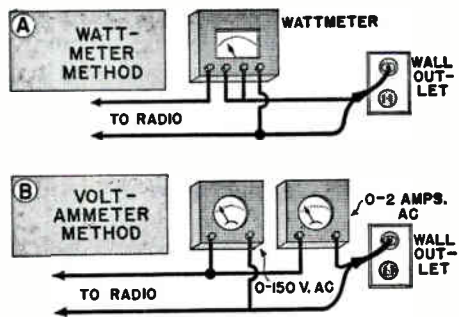 A
WATT-
METER
METHOD
WATTMETER
WALL
OUT-
LET
TO RADIO
B
VOLT-
AMMETER
METHOD
0-2 AMPS.
AC
WALL
OUT-
LET
0-150 V. AC
TO RADIO